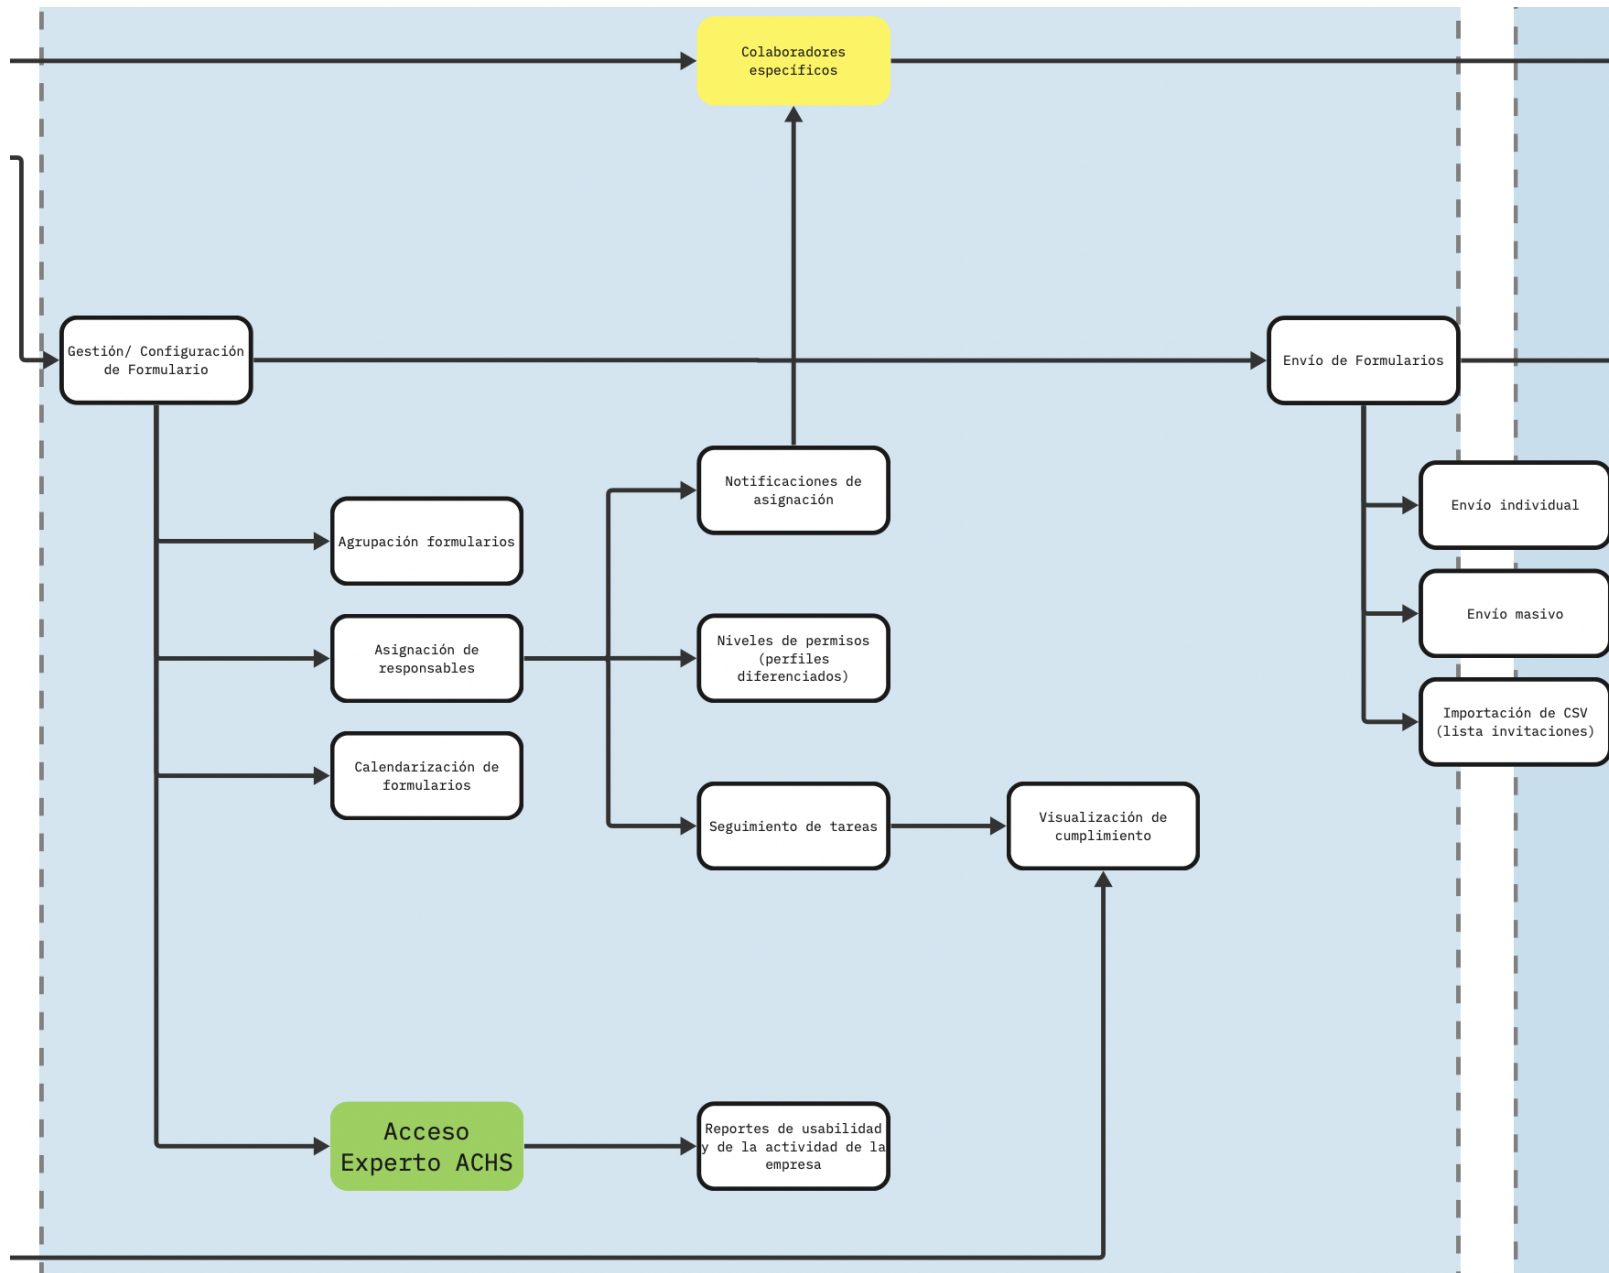 Colaboradores
específicos
Gestión/ Configuración
de Formulario
Envío de Formularios
Notificaciones de
asignación
Agrupación formularios
Envío individual
Asignación de
responsables
Niveles de permisos
(perfiles
diferenciados)
Envío masivo
Importación de CSV
(lista invitaciones)
Calendarización de
formularios
Seguimiento de tareas
Visualización de
cumplimiento
Acceso
Experto ACHS
Reportes de usabilidad
y de la actividad de la
empresa